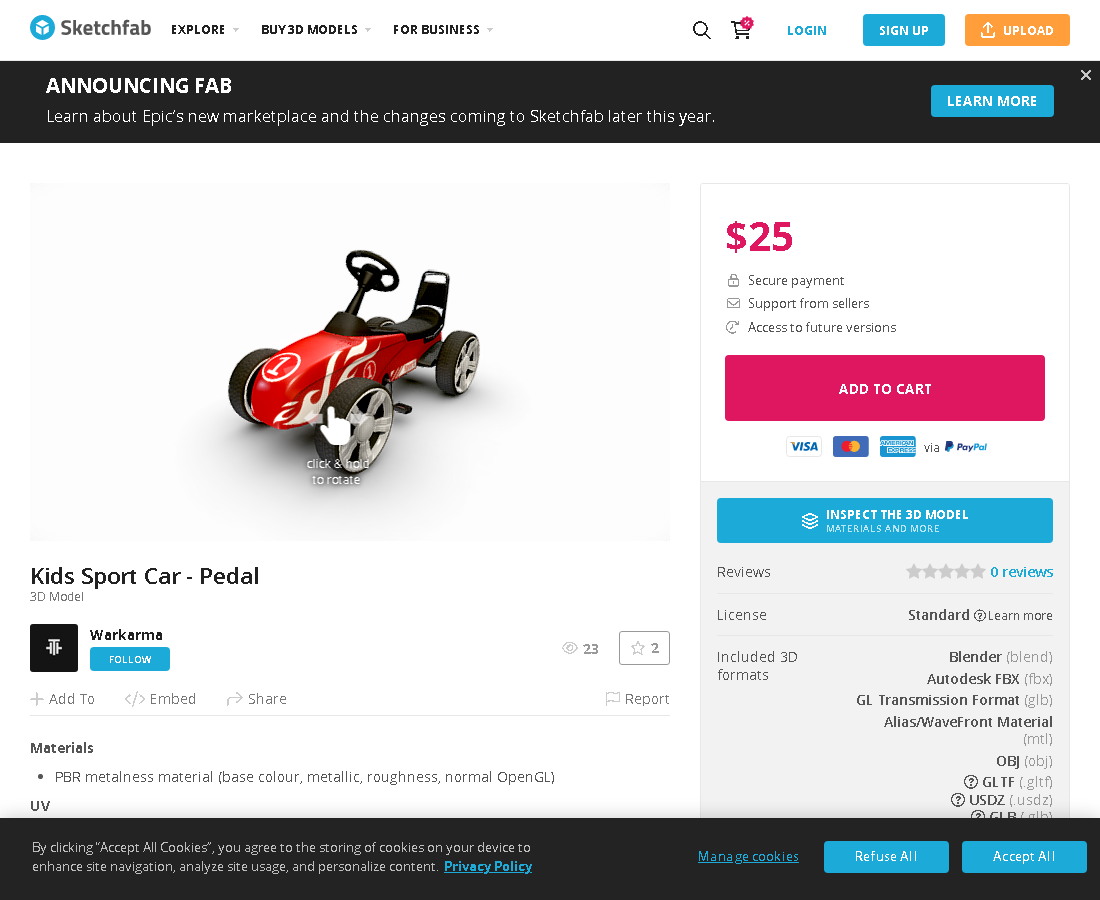 Sketchfab
EXPLORE
BUY 3D MODELS
FOR BUSINESS
%
LOGIN
SIGN UP
UPLOAD
ANNOUNCING FAB
Learn about Epic's new marketplace and the changes coming to Sketchfab later this year.
LEARN MORE
1
1
click & hold
to rotate
Kids Sport Car - Pedal
3D Model
Warkarma
FOLLOW
23
2
Add To
Embed
Share
Report
Materials
• PBR metalness material (base colour, metallic, roughness, normal OpenGL)
UV
$25
Secure payment
Support from sellers
Access to future versions
ADD TO CART
VISA
AMERICAN EXPRESS
via PayPal
INSPECT THE 3D MODEL
MATERIALS AND MORE
Reviews
0 reviews
License
Standard
Learn more
Included 3D
formats
Blender (blend)
Autodesk FBX (fbx)
GL Transmission Format (glb)
Alias/WaveFront Material
(mtl)
OBJ (obj)
GLTF (.gltf)
USDZ (.usdz)
GLB (.glb)
By clicking “Accept All Cookies”, you agree to the storing of cookies on your device to
enhance site navigation, analyze site usage, and personalize content. Privacy Policy
Manage cookies
Refuse All
Accept All